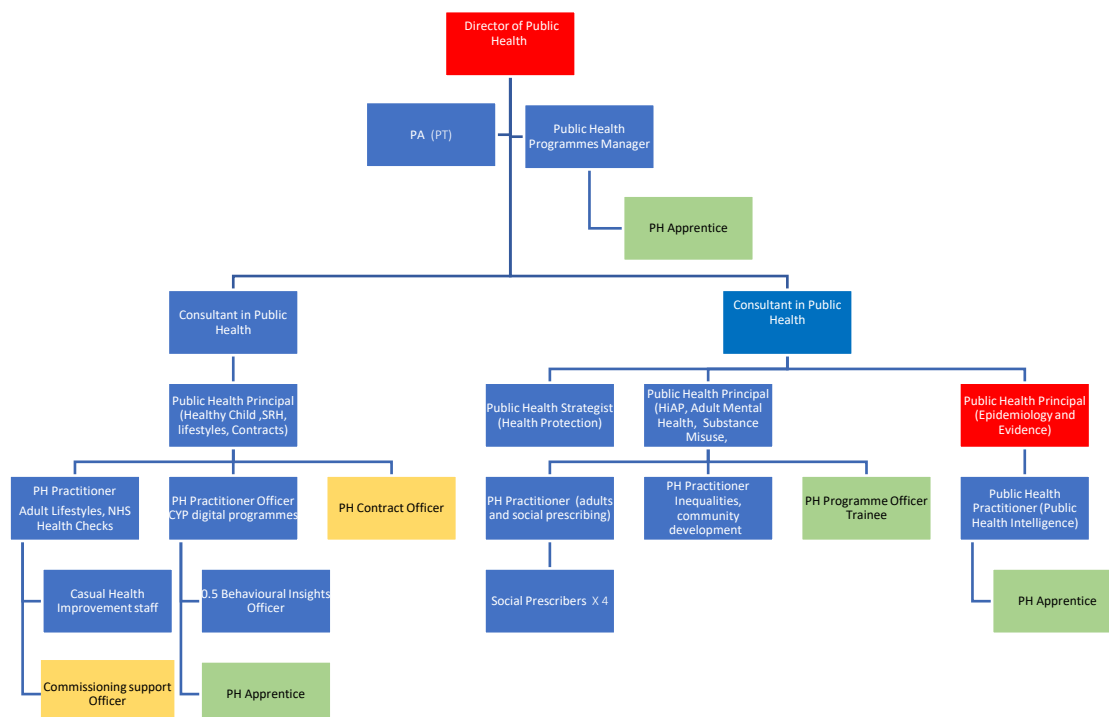 Director of Public
Health
PA (PT)
Public Health
Programmes Manager
PH Apprentice
Consultant in Public
Health
Consultant in Public
Health
Public Health Principal
(Healthy Child ,SRH,
lifestyles, Contracts)
Public Health Strategist
(Health Protection)
Public Health Principal
(HiAP, Adult Mental
Health, Substance
Misuse,
Public Health Principal
(Epidemiology and
Evidence)
PH Practitioner
Adult Lifestyles, NHS
Health Checks
PH Practitioner Officer
CYP digital programmes
PH Contract Officer
PH Practitioner (adults
and social prescribing)
PH Practitioner
Inequalities,
community
development
PH Programme Officer
Trainee
Public Health
Practitioner (Public
Health Intelligence)
Casual Health
Improvement staff
0.5 Behavioural Insights
Officer
Social Prescribers X 4
PH Apprentice
Commissioning support
Officer
PH Apprentice